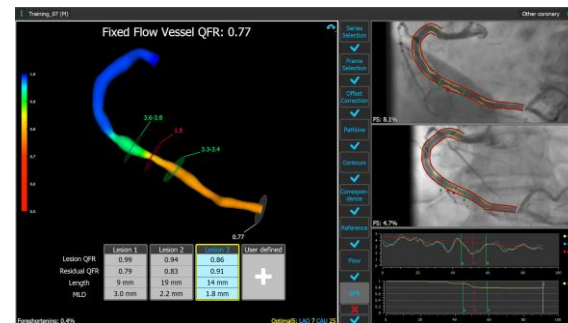 Training_07 (M)
Other coronary
Fixed Flow Vessel QFR: 0.77
3.6-3.8
1.8
3.3-3.4
0.77
Lesion 1 Lesion 2 Lesion 3 User defined
Lesion QFR 0.99 0.94 0.86
Residual QFR 0.79 0.83 0.91
Length 9 mm 19 mm 14 mm
MLD 3.0 mm 2.2 mm 1.8 mm
+
Foreshortening: 0.4%
OptimalS: LAO 7 CAU 25
Series
Selection
Frame
Selection
Offset
Correction
Pathline
Contours
Correspon-
dence
Reference
Flow
QFR
FS: 8.1%
FS: 4.7%